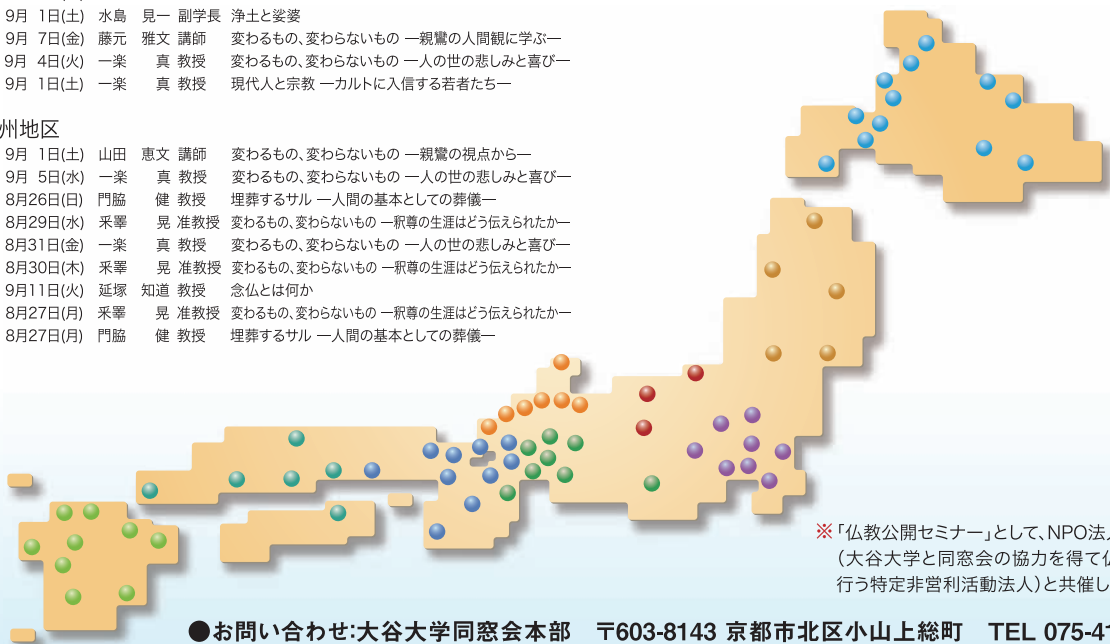 9月 1日(土) 水島 見一 副学長 浄土と娑婆
9月 7日(金) 藤元 雅文 講師 変わるもの、変わらないもの ―親鸞の人間観に学ぶ―
9月 4日(火) 一楽 真 教授 変わるもの、変わらないもの ―人の世の悲しみと喜び―
9月 1日(土) 一楽 真 教授 現代人と宗教 ―カルトに入信する若者たち―
州地区
9月 1日(土) 山田 恵文 講師 変わるもの、変わらないもの ―親鸞の視点から―
9月 5日(水) 一楽 真 教授 変わるもの、変わらないもの ―人の世の悲しみと喜び―
8月26日(日) 門脇 健 教授 埋葬するサル ―人間の基本としての葬儀―
8月29日(水) 釆睪 晃 准教授 変わるもの、変わらないもの ―釈尊の生涯はどう伝えられたか―
8月31日(金) 一楽 真 教授 変わるもの、変わらないもの ―人の世の悲しみと喜び―
8月30日(木) 釆睪 晃 准教授 変わるもの、変わらないもの ―釈尊の生涯はどう伝えられたか―
9月11日(火) 延塚 知道 教授 念仏とは何か
8月27日(月) 釆睪 晃 准教授 変わるもの、変わらないもの ―釈尊の生涯はどう伝えられたか―
8月27日(月) 門脇 健 教授 埋葬するサル ―人間の基本としての葬儀―
※「仏教公開セミナー」として、NPO法人
（大谷大学と同窓会の協力を得て仏
行う特定非営利活動法人）と共催し
●お問い合わせ:大谷大学同窓会本部 〒603-8143 京都市北区小山上総町 TEL 075-4